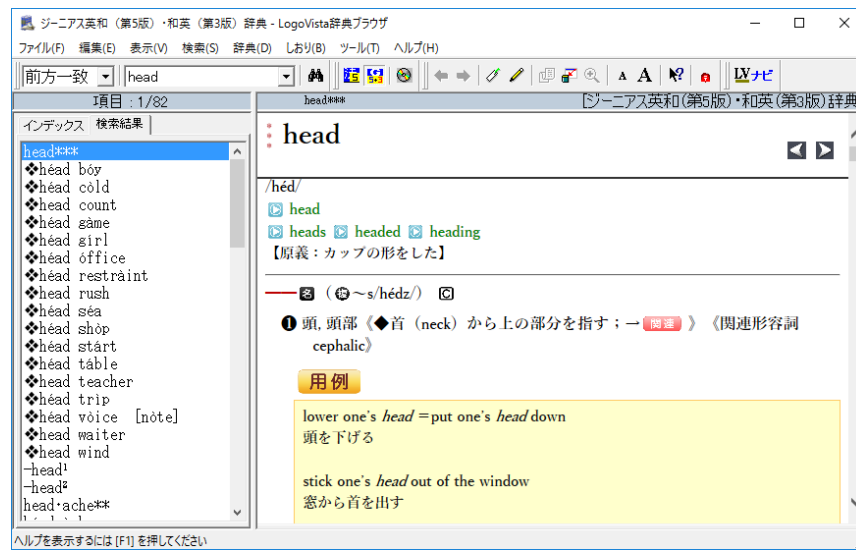 ジーニアス英和（第5版）・和英（第3版）辞典 - LogoVista辞典ブラウザ
ファイル(F) 編集(E) 表示(V) 検索(S) 辞典(D) しおり(B) ツール(T) ヘルプ(H)
前方一致 head A A LVナビ
項目 : 1/82 head*** ジーニアス英和(第5版)・和英(第3版)辞典
インデックス 検索結果
head***
❖héad bóy
❖héad còld
❖head count
❖héad gàme
❖héad gírl
❖héad óffice
❖héad restràint
❖head rush
❖héad séa
❖héad shòp
❖héad stárt
❖héad táble
❖head teacher
❖héad trìp
❖héad vòice [nòte]
❖head waiter
❖head wind
-head¹
-head²
head・ache**
head
/héd/
head
heads headed heading
【原義：カップの形をした】
名 (複～s/hédz/) C
❶ 頭, 頭部《◆首（neck）から上の部分を指す；→関連 》《関連形容詞
cephalic》
用例
lower one's head =put one's head down
頭を下げる
stick one's head out of the window
窓から首を出す
ヘルプを表示するには [F1] を押してください